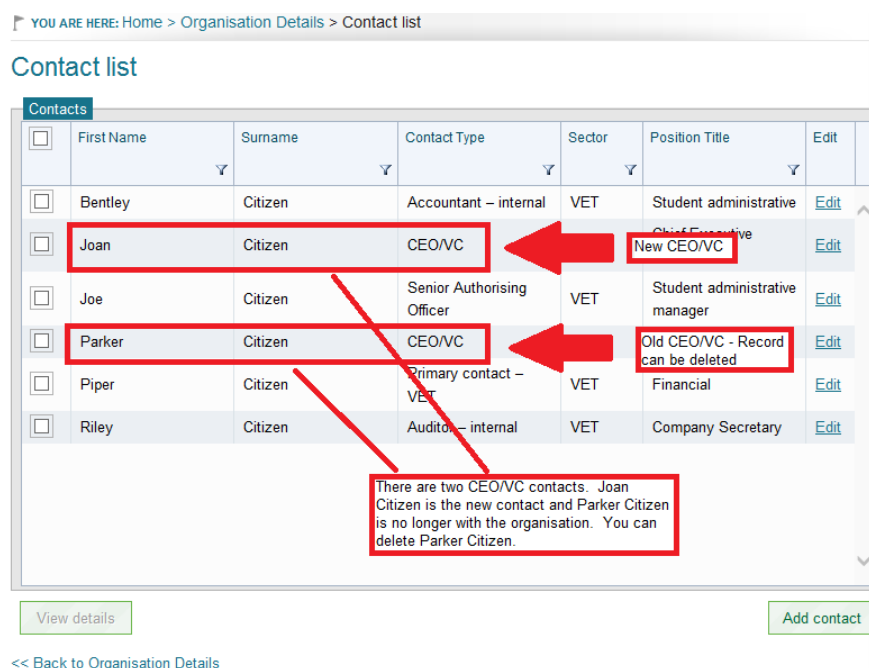 YOU ARE HERE: Home > Organisation Details > Contact list
Contact list
Contacts
First Name Surname Contact Type Sector Position Title Edit
Bentley Citizen Accountant – internal VET Student administrative Edit
Joan Citizen CEO/VC Chief Executive Edit
New CEO/VC
Joe Citizen Senior Authorising Officer VET Student administrative manager Edit
Parker Citizen CEO/VC Edit
Old CEO/VC - Record
can be deleted
Piper Citizen Primary contact – VET VET Financial Edit
Riley Citizen Auditor – internal VET Company Secretary Edit
There are two CEO/VC contacts. Joan
Citizen is the new contact and Parker Citizen
is no longer with the organisation. You can
delete Parker Citizen.
View details
Add contact
<< Back to Organisation Details